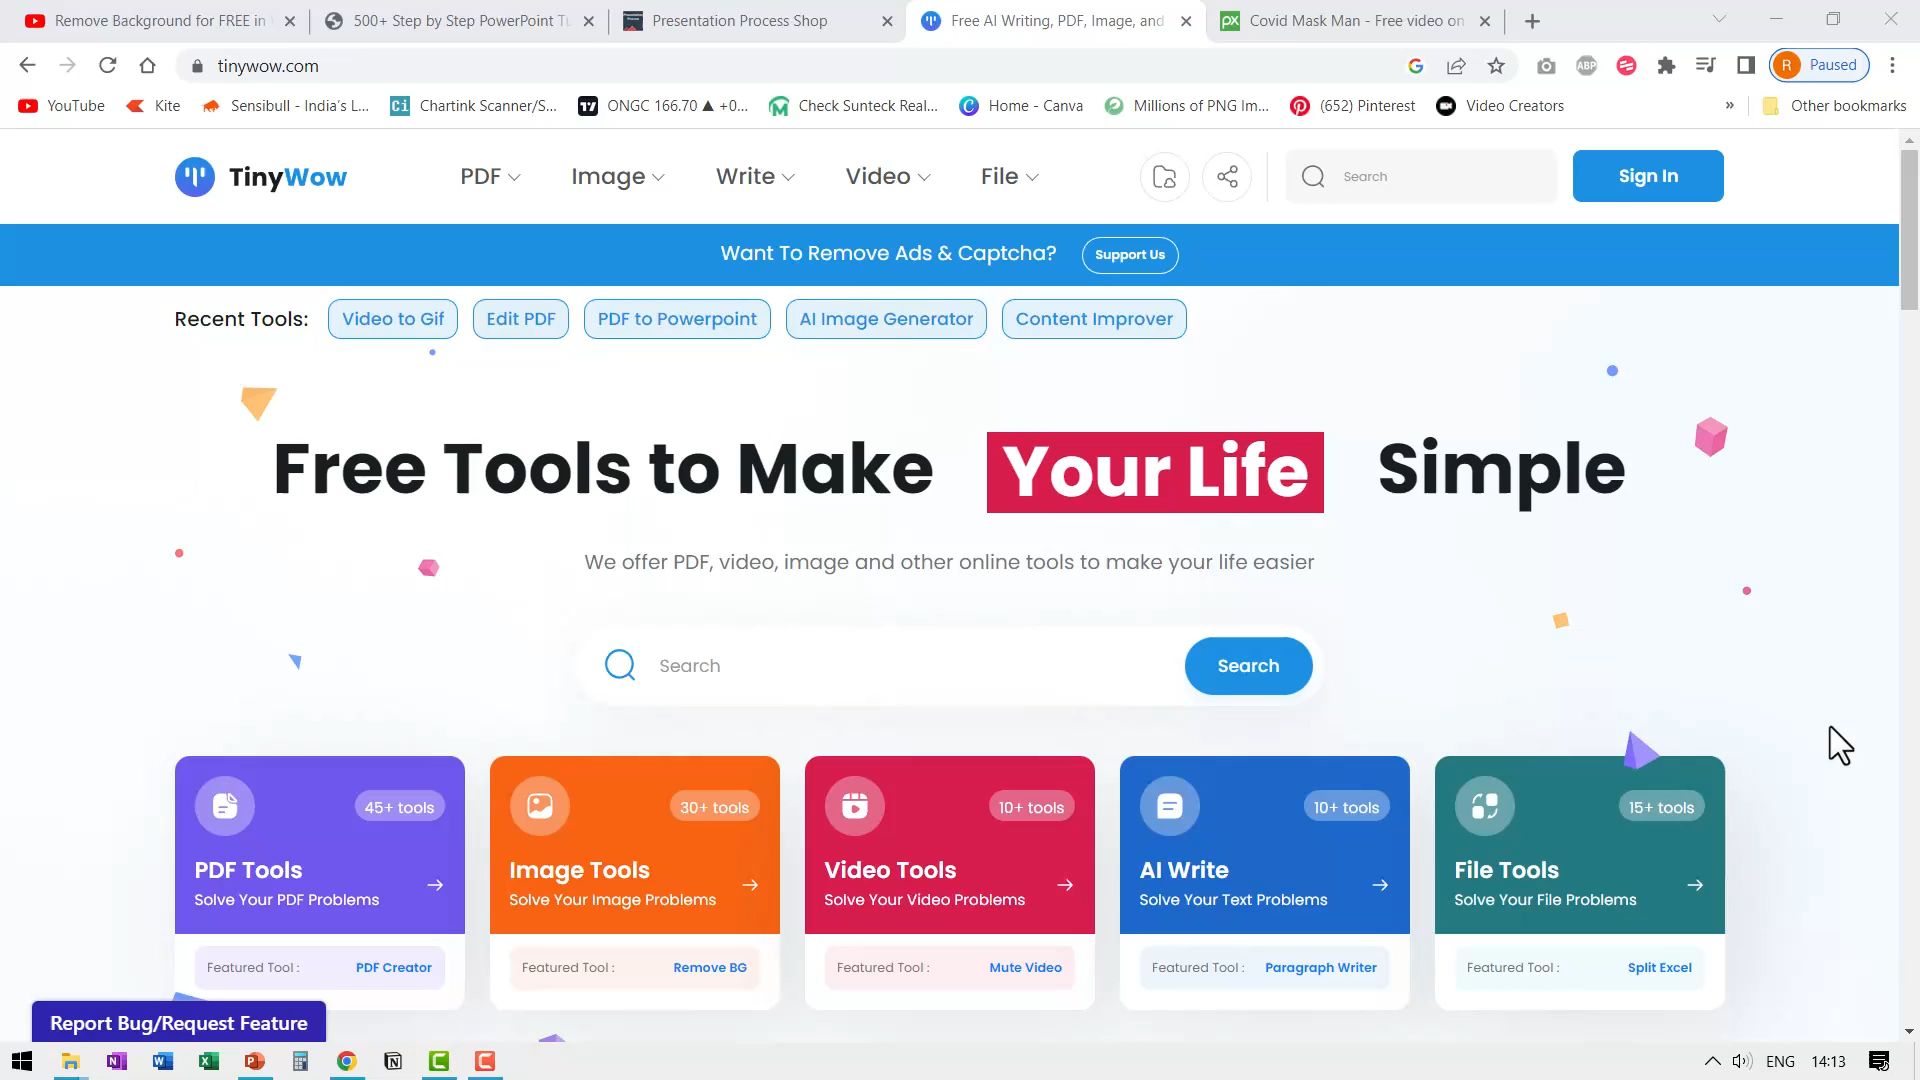 Remove Background for FREE in
500+ Step by Step PowerPoint Tu
Presentation Process Shop
Free AI Writing, PDF, Image, and
Covid Mask Man - Free video on
tinywow.com
ABP
R Paused
YouTube
Kite
Sensibull - India's L...
Chartink Scanner/S...
ONGC 166.70 ▲ +0...
Check Sunteck Real...
Home - Canva
Millions of PNG Im...
(652) Pinterest
Video Creators
»
Other bookmarks
TinyWow
PDF
Image
Write
Video
File
Search
Sign In
Want To Remove Ads & Captcha?
Support Us
Recent Tools:
Video to Gif
Edit PDF
PDF to Powerpoint
AI Image Generator
Content Improver
Free Tools to Make Your Life Simple
We offer PDF, video, image and other online tools to make your life easier
Search
Search
45+ tools
PDF Tools
Solve Your PDF Problems
Featured Tool : PDF Creator
30+ tools
Image Tools
Solve Your Image Problems
Featured Tool : Remove BG
10+ tools
Video Tools
Solve Your Video Problems
Featured Tool : Mute Video
10+ tools
AI Write
Solve Your Text Problems
Featured Tool : Paragraph Writer
15+ tools
File Tools
Solve Your File Problems
Featured Tool : Split Excel
Report Bug/Request Feature
ENG
14:13